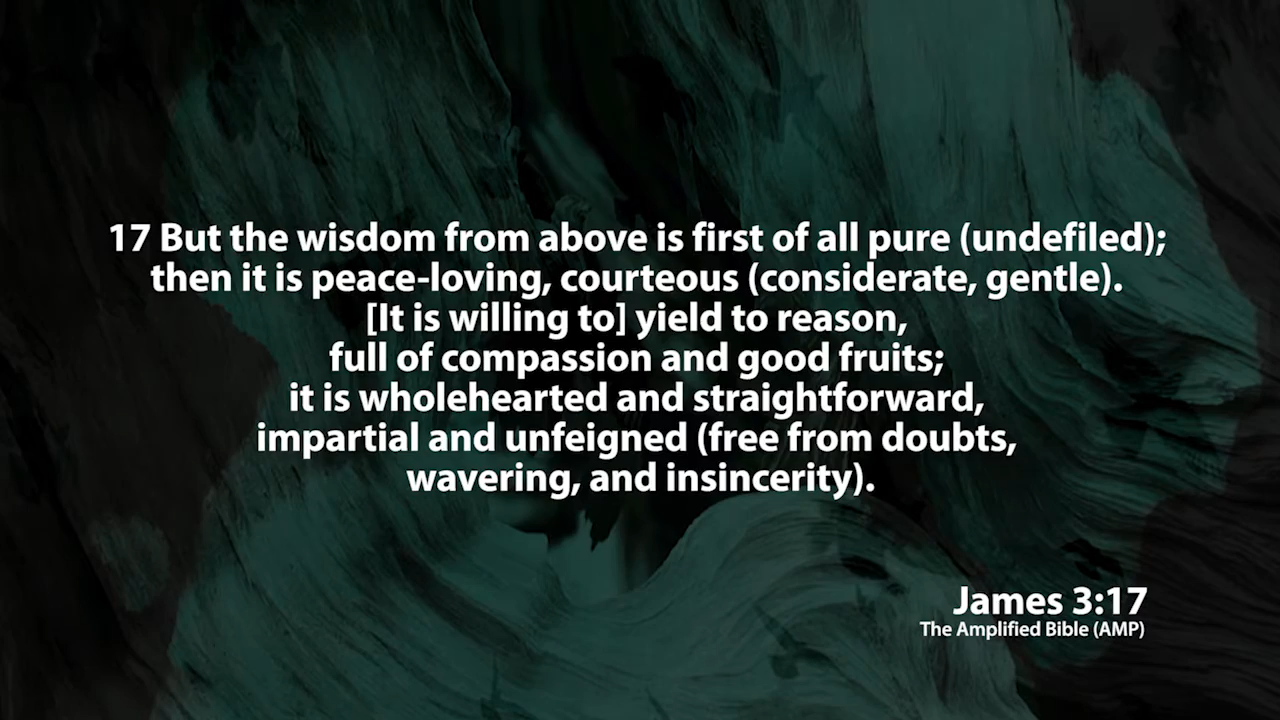 17 But the wisdom from above is first of all pure (undefiled);
then it is peace-loving, courteous (considerate, gentle).
[It is willing to] yield to reason,
full of compassion and good fruits;
it is wholehearted and straightforward,
impartial and unfeigned (free from doubts,
wavering, and insincerity).
James 3:17
The Amplified Bible (AMP)